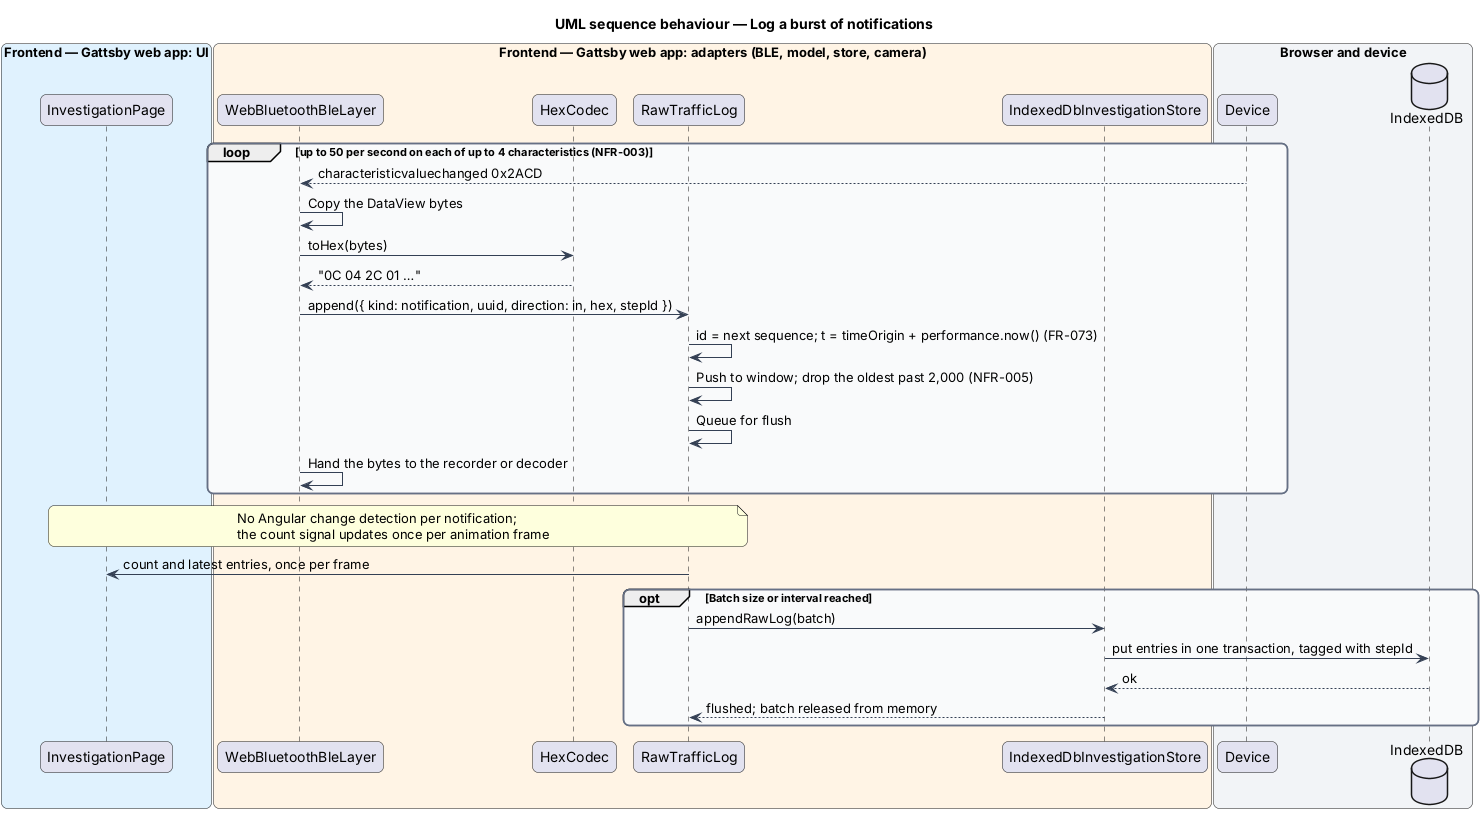 UML sequence behaviour — Log a burst of notifications
Frontend — Gattsby web app: UI
Frontend — Gattsby web app: adapters (BLE, model, store, camera)
Browser and device
InvestigationPage
WebBluetoothBleLayer
HexCodec
RawTrafficLog
IndexedDbInvestigationStore
Device
IndexedDB
loop
[up to 50 per second on each of up to 4 characteristics (NFR-003)]
characteristicvaluechanged 0x2ACD
Copy the DataView bytes
toHex(bytes)
"0C 04 2C 01 ..."
append({ kind: notification, uuid, direction: in, hex, stepId })
id = next sequence; t = timeOrigin + performance.now() (FR-073)
Push to window; drop the oldest past 2,000 (NFR-005)
Queue for flush
Hand the bytes to the recorder or decoder
No Angular change detection per notification;
the count signal updates once per animation frame
count and latest entries, once per frame
opt
[Batch size or interval reached]
appendRawLog(batch)
put entries in one transaction, tagged with stepId
ok
flushed; batch released from memory
InvestigationPage
WebBluetoothBleLayer
HexCodec
RawTrafficLog
IndexedDbInvestigationStore
Device
IndexedDB